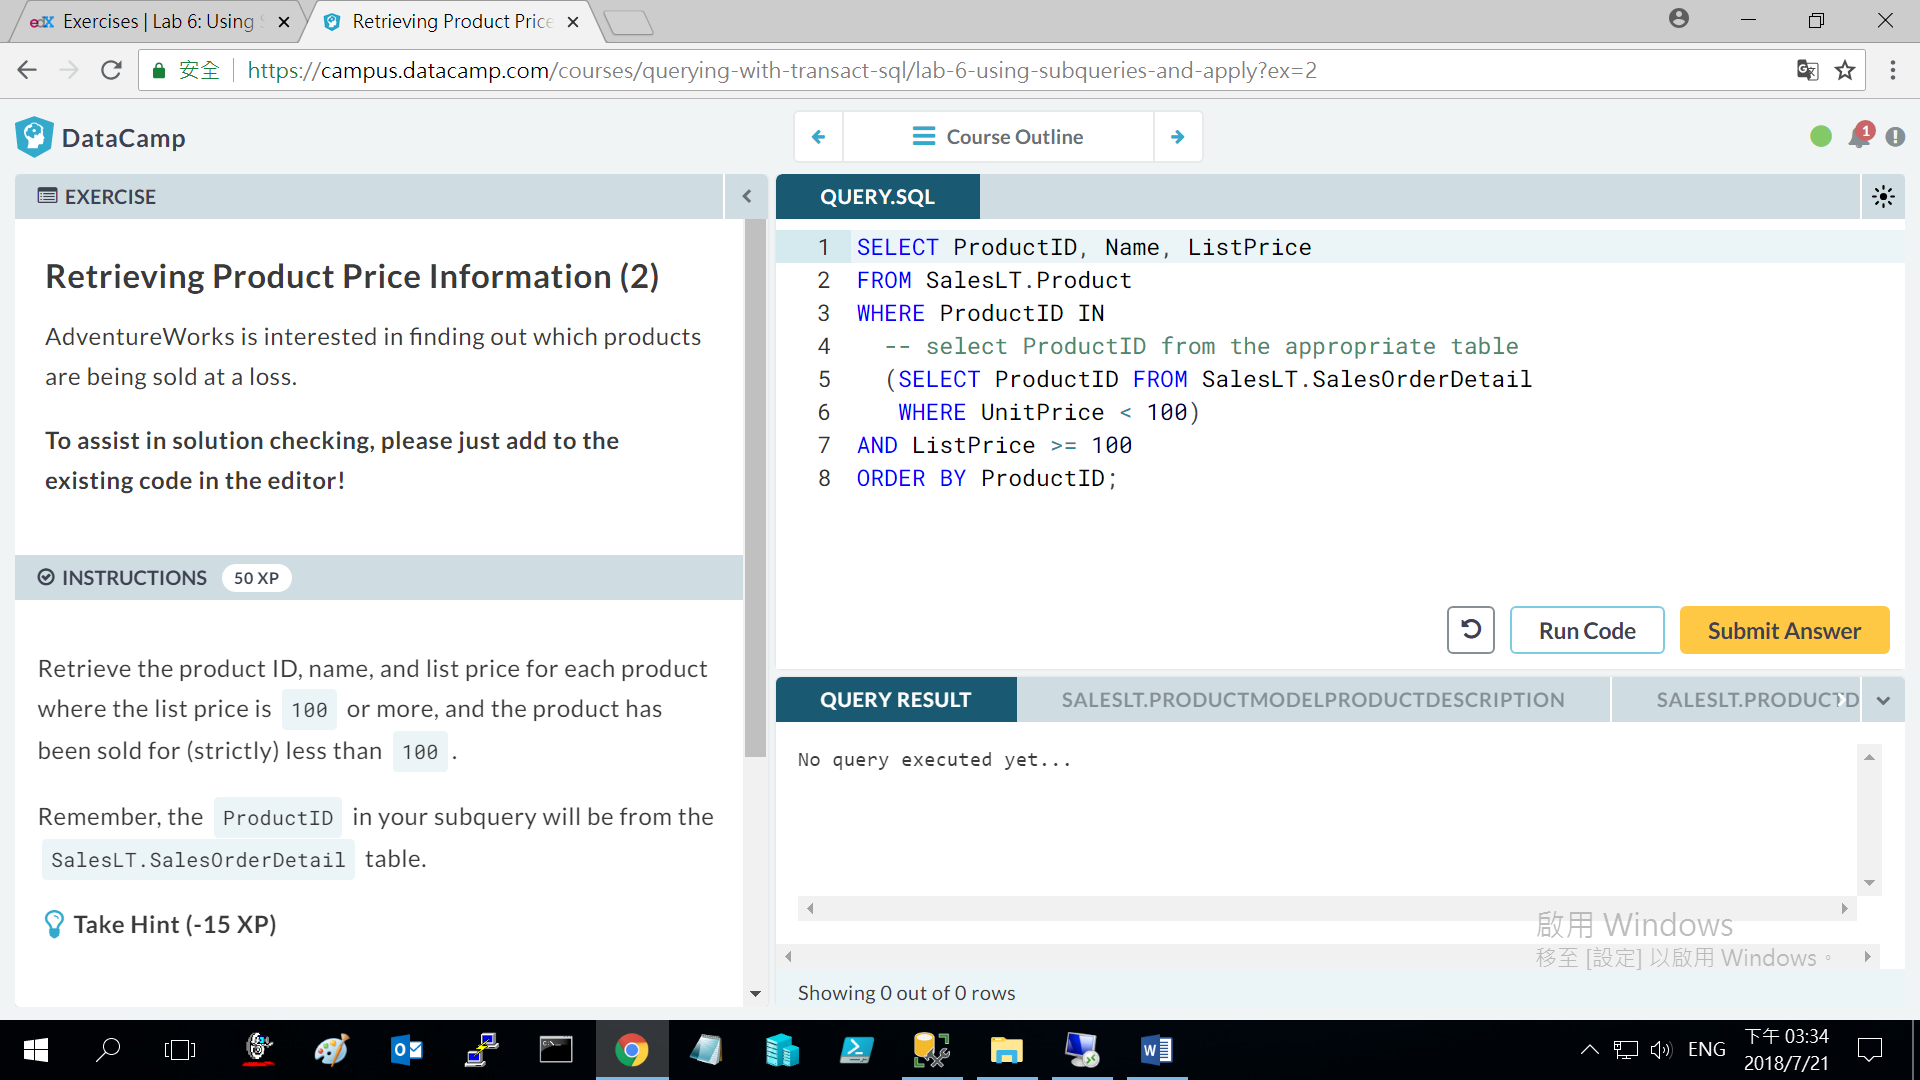 edX Exercises | Lab 6: Using
Retrieving Product Price
安全 https://campus.datacamp.com/courses/querying-with-transact-sql/lab-6-using-subqueries-and-apply?ex=2
DataCamp
Course Outline
1
EXERCISE
QUERY.SQL
Retrieving Product Price Information (2)
AdventureWorks is interested in finding out which products
are being sold at a loss.
To assist in solution checking, please just add to the
existing code in the editor!
INSTRUCTIONS 50 XP
Retrieve the product ID, name, and list price for each product
where the list price is 100 or more, and the product has
been sold for (strictly) less than 100 .
Remember, the ProductID in your subquery will be from the
SalesLT.SalesOrderDetail table.
Take Hint (-15 XP)
1 SELECT ProductID, Name, ListPrice
2 FROM SalesLT.Product
3 WHERE ProductID IN
4 -- select ProductID from the appropriate table
5 (SELECT ProductID FROM SalesLT.SalesOrderDetail
6 WHERE UnitPrice < 100)
7 AND ListPrice >= 100
8 ORDER BY ProductID;
Run Code
Submit Answer
QUERY RESULT
SALESLT.PRODUCTMODELPRODUCTDESCRIPTION
SALESLT.PRODUCTD
No query executed yet...
啟用 Windows
移至 [設定] 以啟用 Windows。
Showing 0 out of 0 rows
ENG
下午 03:34
2018/7/21